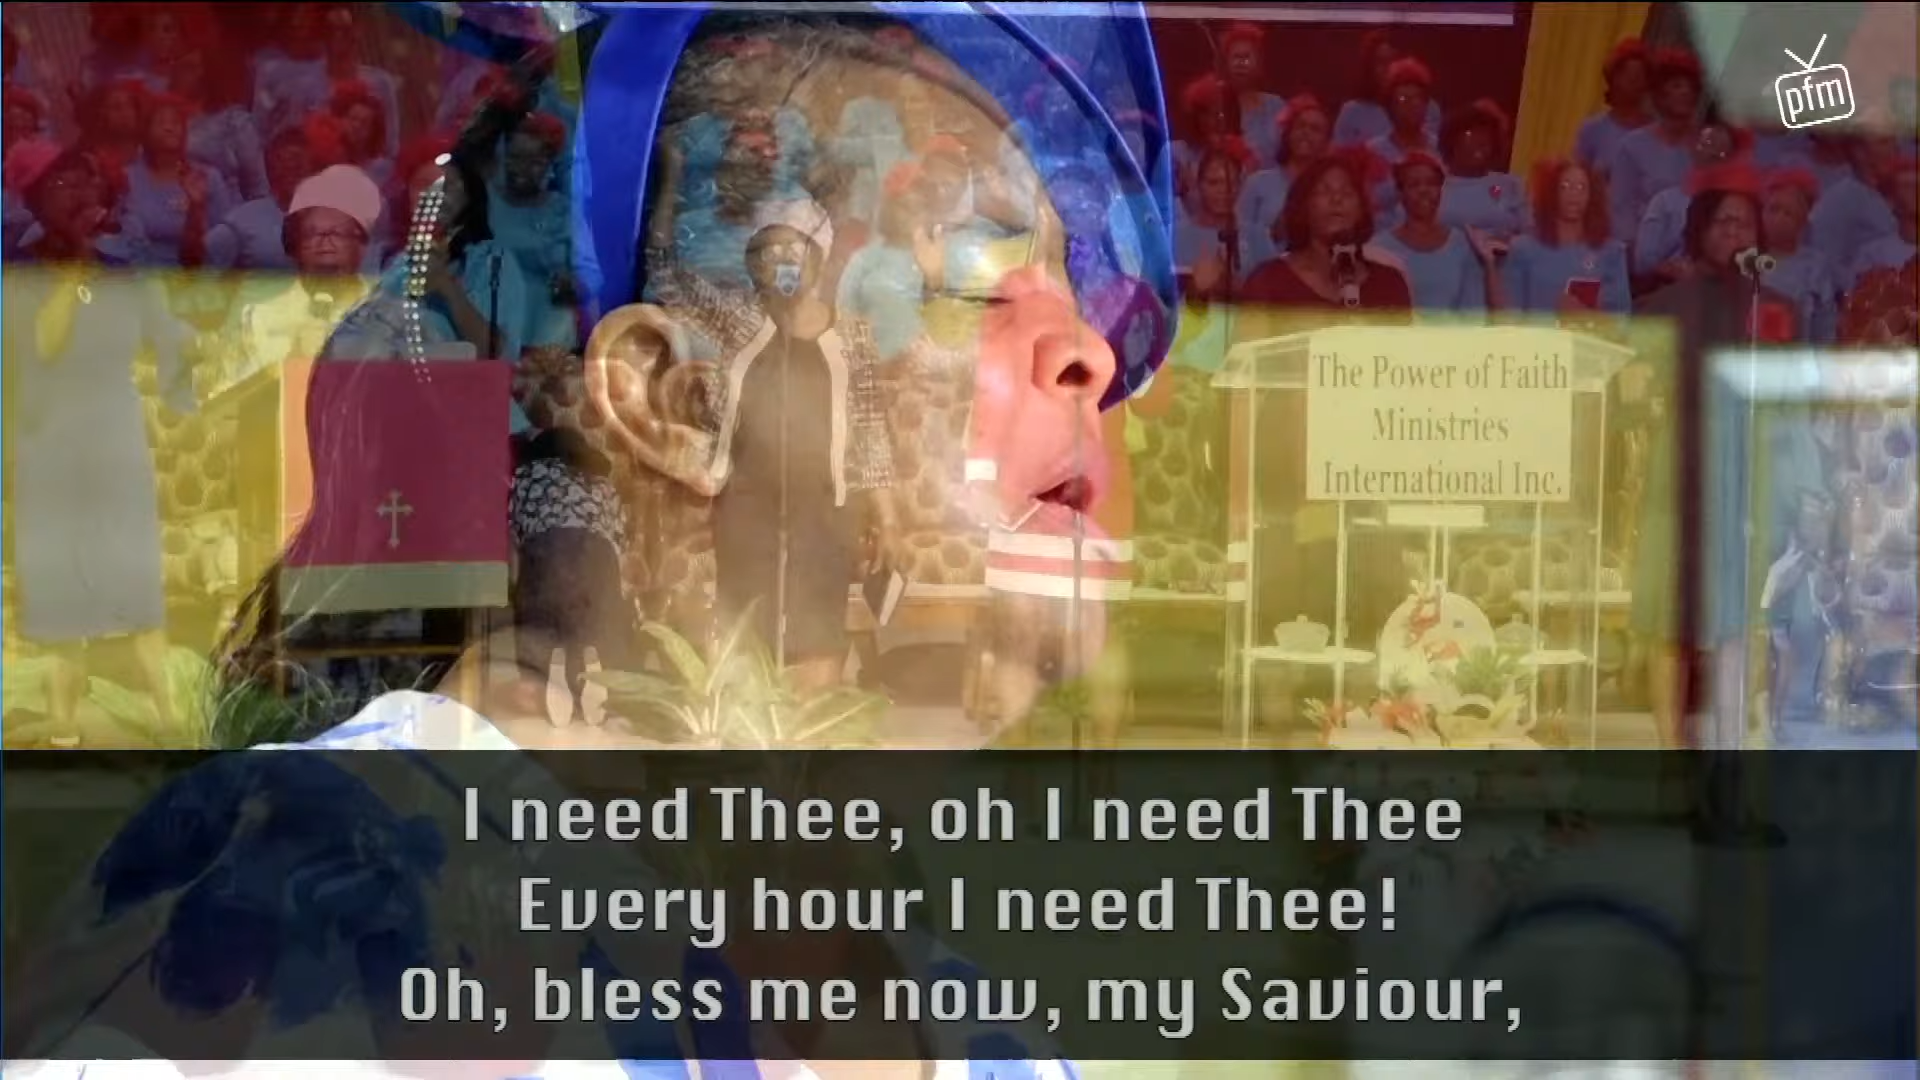 pfm
The Power of Faith
Ministries
International Inc.
I need Thee, oh I need Thee
Every hour I need Thee!
Oh, bless me now, my Saviour,